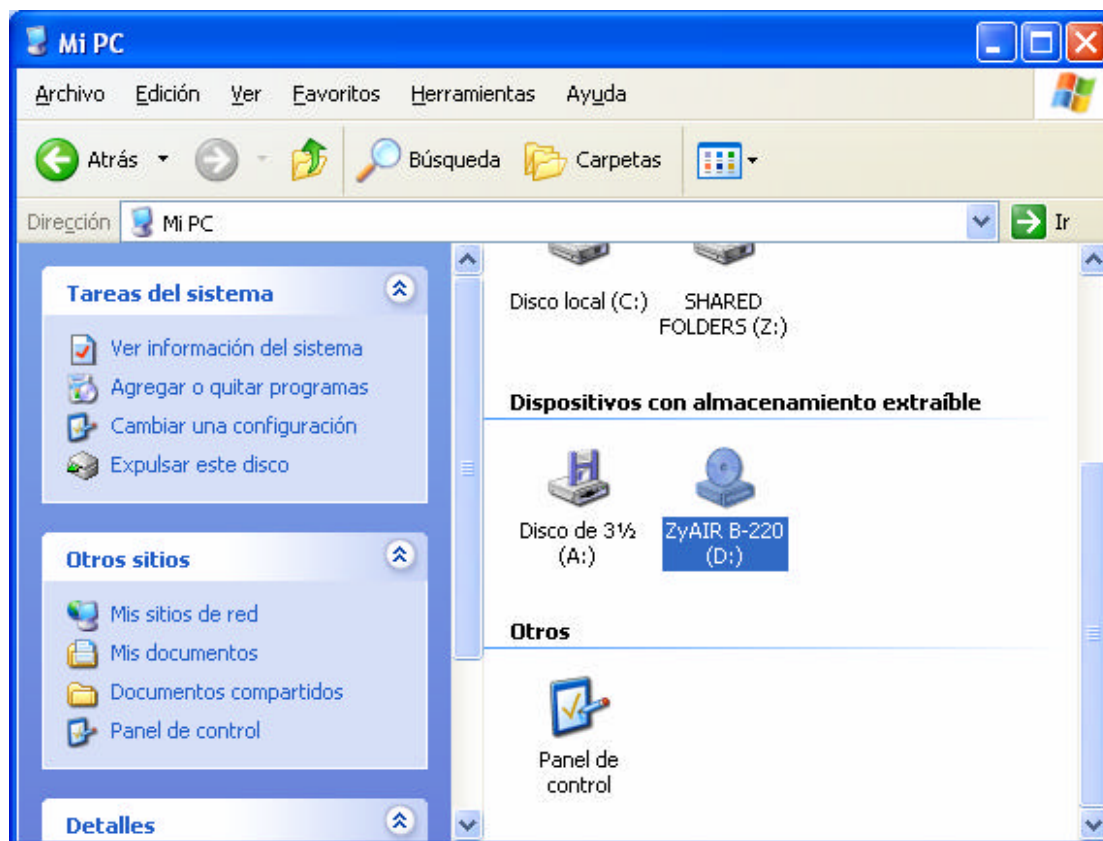 Mi PC
Archivo Edición Ver Favoritos Herramientas Ayuda
Atrás Búsqueda Carpetas
Dirección Mi PC Ir
Tareas del sistema
Ver información del sistema
Agregar o quitar programas
Cambiar una configuración
Expulsar este disco
Otros sitios
Mis sitios de red
Mis documentos
Documentos compartidos
Panel de control
Detalles
Disco local (C:)
SHARED
FOLDERS (Z:)
Dispositivos con almacenamiento extraíble
Disco de 3½
(A:)
ZyAIR B-220
(D:)
Otros
Panel de
control